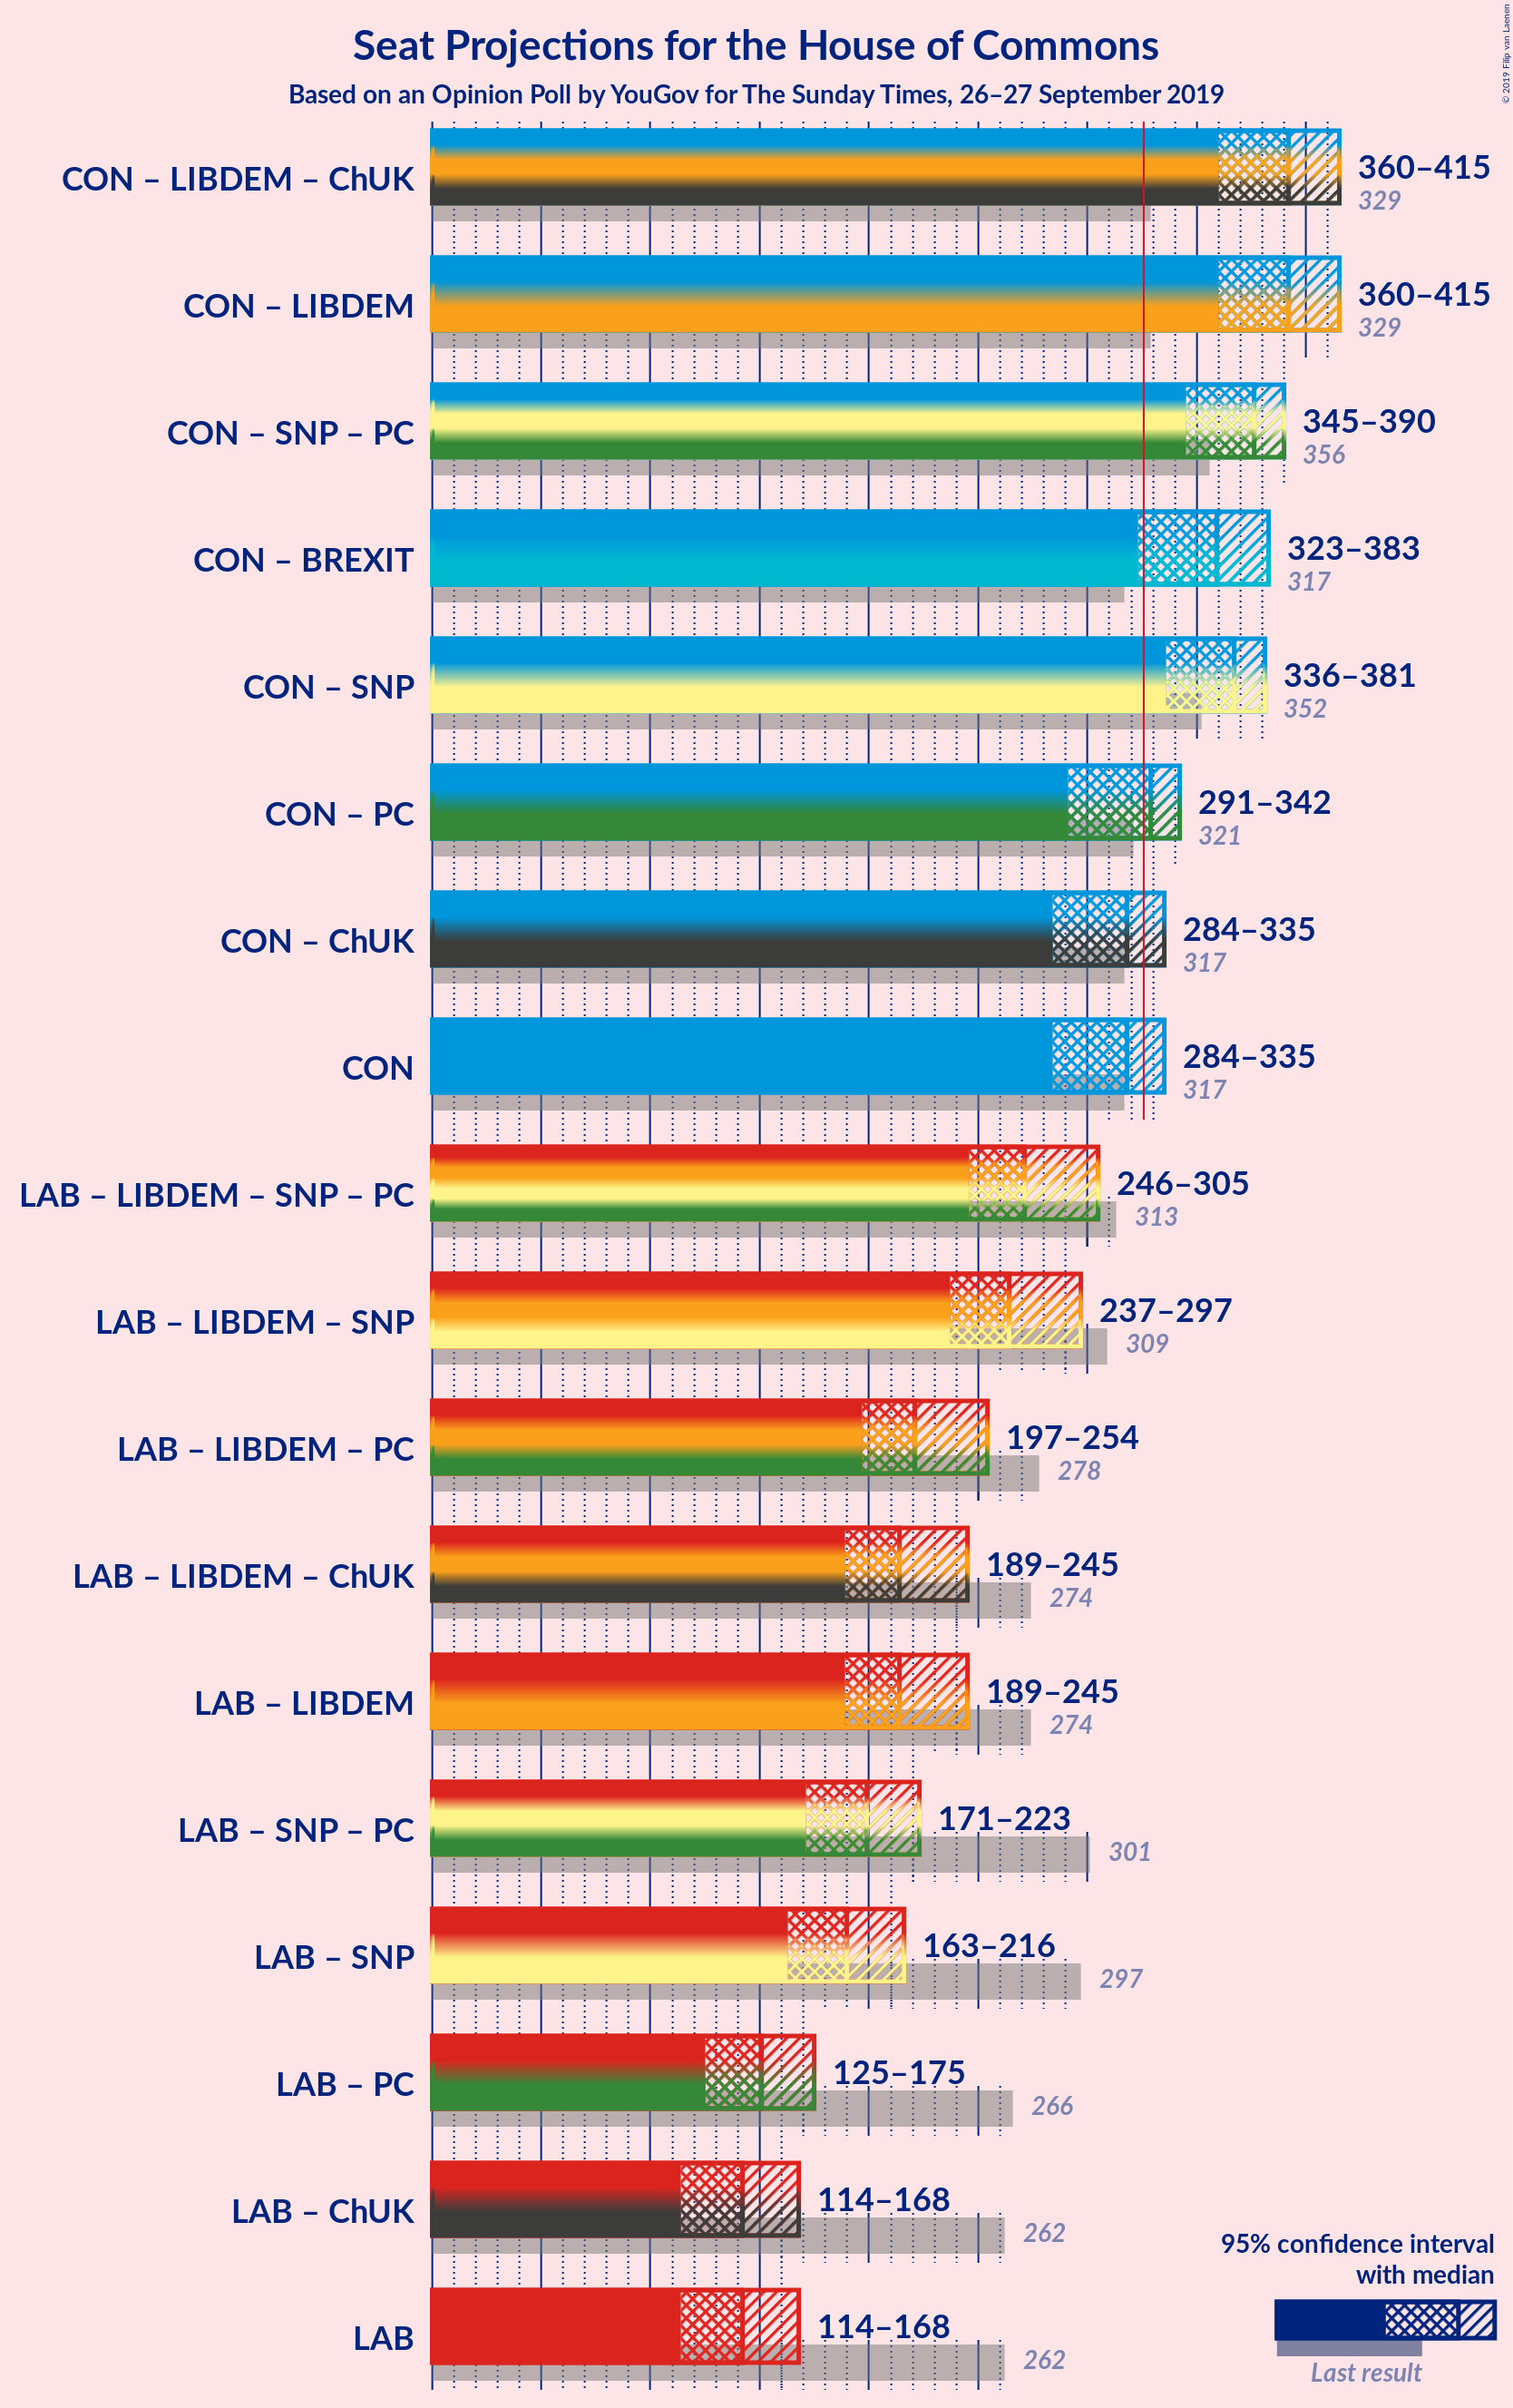 Seat Projections for the House of Commons
Based on an Opinion Poll by YouGov for The Sunday Times, 26–27 September 2019
© 2019 Filip van Laenen
CON – LIBDEM – ChUK
360–415
329
CON – LIBDEM
360–415
329
CON – SNP – PC
345–390
356
CON – BREXIT
323–383
317
CON – SNP
336–381
352
CON – PC
291–342
321
CON – ChUK
284–335
317
CON
284–335
317
LAB – LIBDEM – SNP – PC
246–305
313
LAB – LIBDEM – SNP
237–297
309
LAB – LIBDEM – PC
197–254
278
LAB – LIBDEM – ChUK
189–245
274
LAB – LIBDEM
189–245
274
LAB – SNP – PC
171–223
301
LAB – SNP
163–216
297
LAB – PC
125–175
266
LAB – ChUK
114–168
262
LAB
114–168
262
95% confidence interval
with median
Last result